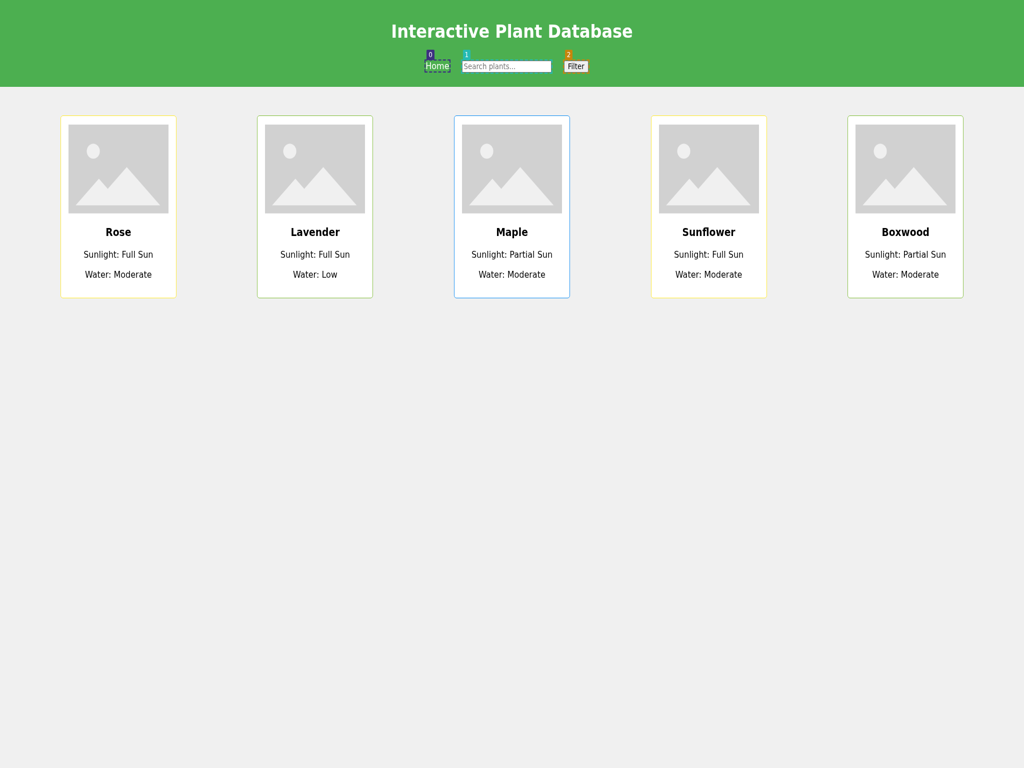 Interactive Plant Database
0
1
2
Home
Search plants...
Filter
Rose
Sunlight: Full Sun
Water: Moderate
Lavender
Sunlight: Full Sun
Water: Low
Maple
Sunlight: Partial Sun
Water: Moderate
Sunflower
Sunlight: Full Sun
Water: Moderate
Boxwood
Sunlight: Partial Sun
Water: Moderate